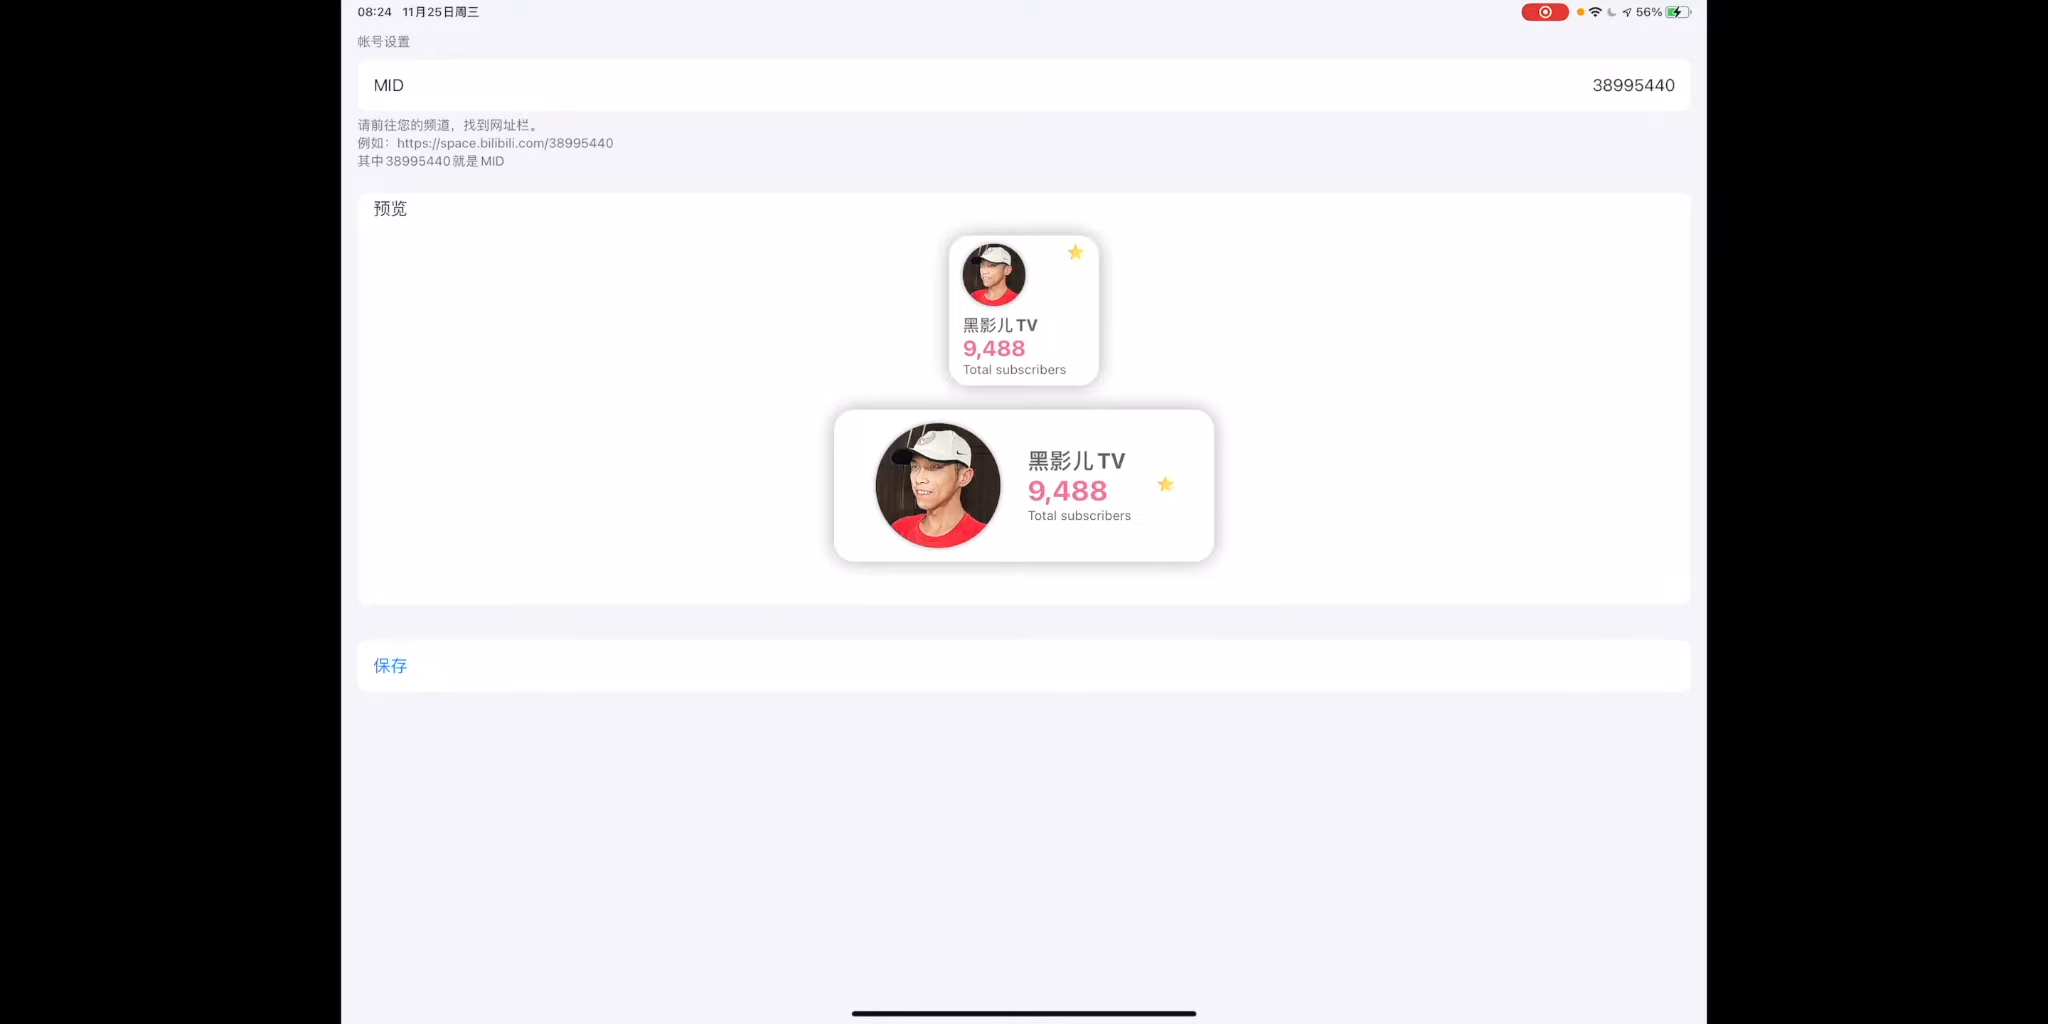 08:24 11月25日周三
56%
帐号设置
MID
38995440
请前往您的频道，找到网址栏。
例如：https://space.bilibili.com/38995440
其中38995440就是MID
预览
黑影儿TV
9,488
Total subscribers
黑影儿TV
9,488
Total subscribers
保存